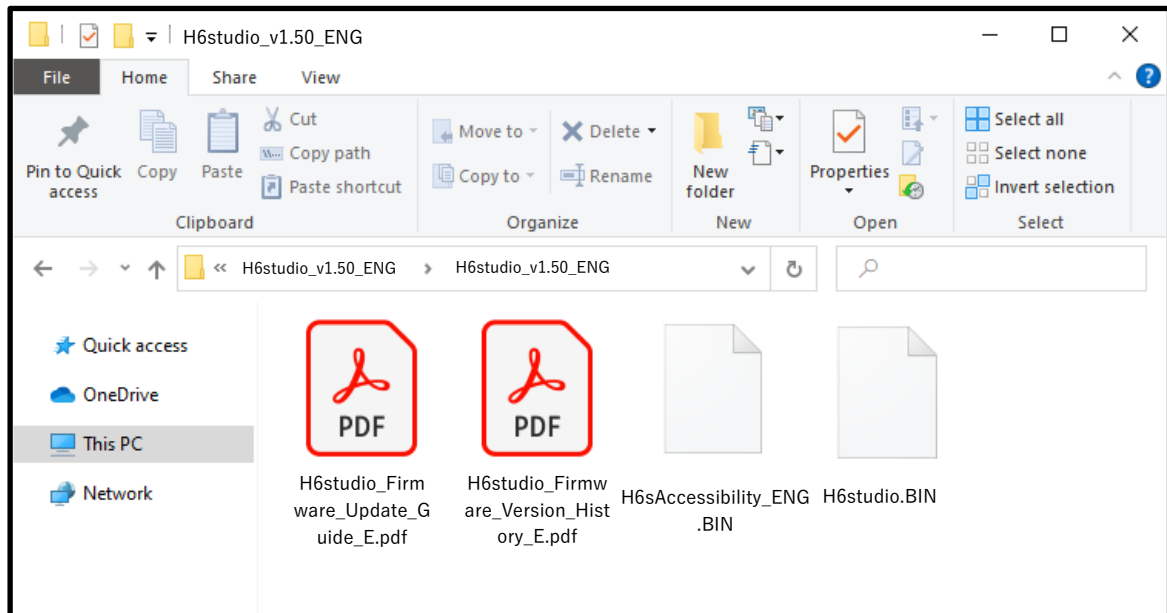 H6studio_v1.50_ENG
File Home Share View
Pin to Quick access
Copy
Paste
Cut
Copy path
Paste shortcut
Clipboard
Move to
Copy to
Delete
Rename
Organize
New folder
New
Properties
Open
Select all
Select none
Invert selection
Select
« H6studio_v1.50_ENG › H6studio_v1.50_ENG
Quick access
OneDrive
This PC
Network
PDF
H6studio_Firm
ware_Update_G
uide_E.pdf
PDF
H6studio_Firmw
are_Version_Hist
ory_E.pdf
H6sAccessibility_ENG
.BIN
H6studio.BIN